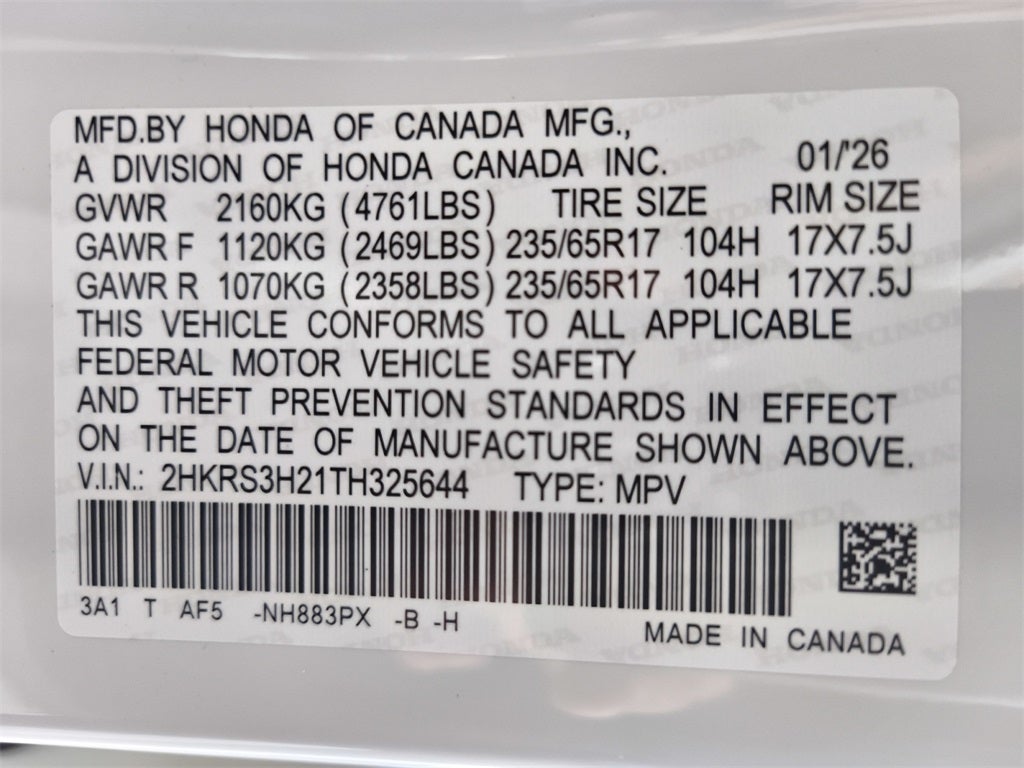 MFD.BY HONDA OF CANADA MFG.,
A DIVISION OF HONDA CANADA INC. 01/'26
GVWR 2160KG (4761LBS) TIRE SIZE RIM SIZE
GAWR F 1120KG (2469LBS) 235/65R17 104H 17X7.5J
GAWR R 1070KG (2358LBS) 235/65R17 104H 17X7.5J
THIS VEHICLE CONFORMS TO ALL APPLICABLE
FEDERAL MOTOR VEHICLE SAFETY
AND THEFT PREVENTION STANDARDS IN EFFECT
ON THE DATE OF MANUFACTURE SHOWN ABOVE.
V.I.N.: 2HKRS3H21TH325644 TYPE: MPV
3A1 T AF5 -NH883PX -B -H
MADE IN CANADA